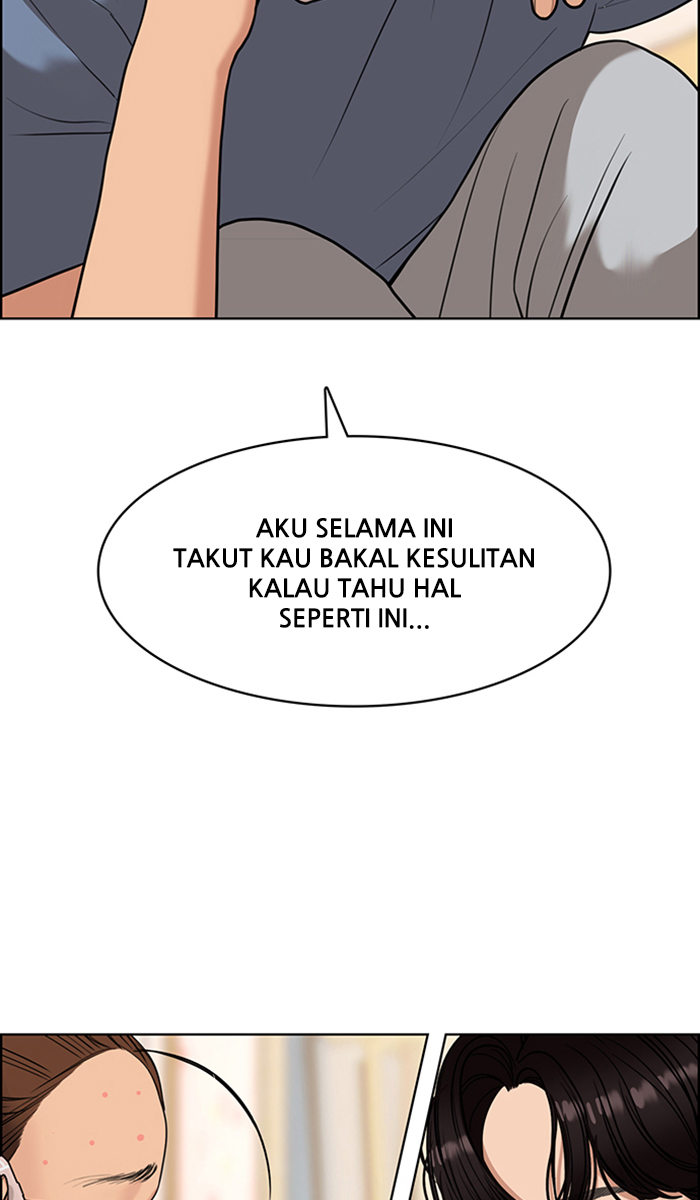 AKU SELAMA INI
TAKUT KAU BAKAL KESULITAN
KALAU TAHU HAL
SEPERTI INI...